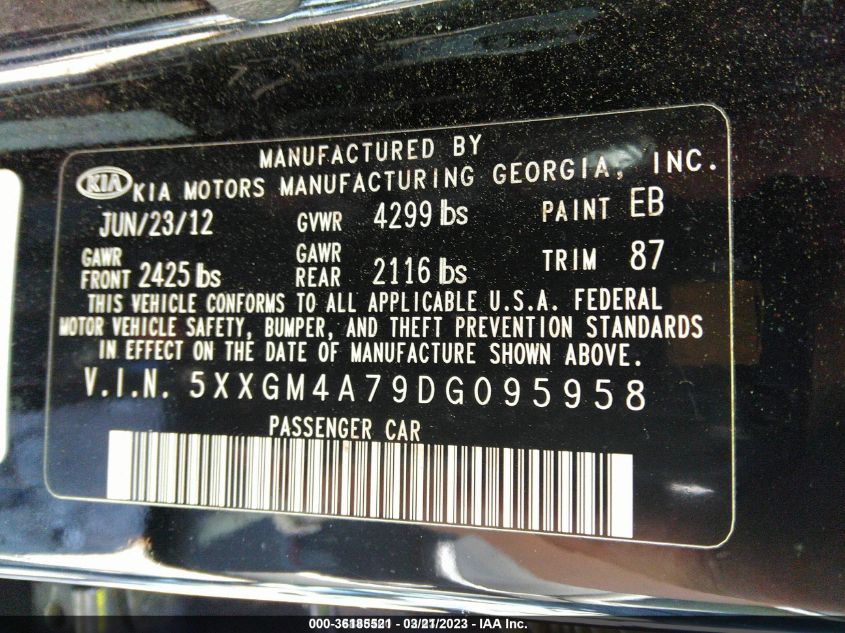 MANUFACTURED BY
KIA KIA MOTORS MANUFACTURING GEORGIA, INC.
JUN/23/12 GVWR 4299 lbs PAINT EB
GAWR FRONT 2425 lbs GAWR REAR 2116 lbs TRIM 87
THIS VEHICLE CONFORMS TO ALL APPLICABLE U.S.A. FEDERAL
MOTOR VEHICLE SAFETY, BUMPER, AND THEFT PREVENTION STANDARDS
IN EFFECT ON THE DATE OF MANUFACTURE SHOWN ABOVE.
V.I.N. 5XXGM4A79DG095958
PASSENGER CAR
000-36185521 - 03/21/2023 - IAA Inc.